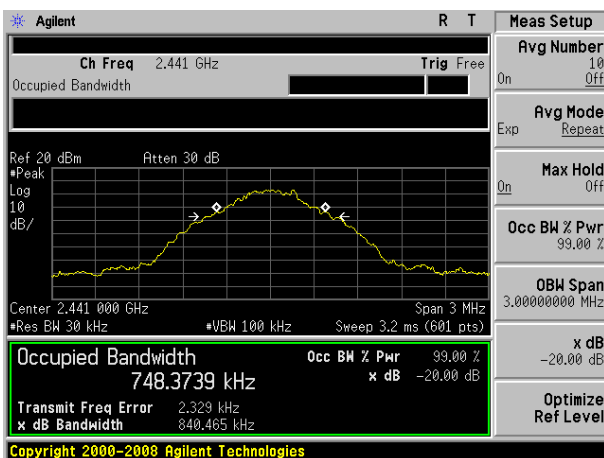 Agilent R T
Ch Freq 2.441 GHz Trig Free
Occupied Bandwidth
Ref 20 dBm Atten 30 dB
#Peak
Log
10
dB/
Center 2.441 000 GHz Span 3 MHz
#Res BW 30 kHz #VBW 100 kHz Sweep 3.2 ms (601 pts)
Occupied Bandwidth Occ BW % Pwr 99.00 %
748.3739 kHz x dB -20.00 dB
Transmit Freq Error 2.329 kHz
x dB Bandwidth 840.465 kHz
Copyright 2000-2008 Agilent Technologies
Meas Setup
Avg Number
10
On Off
Avg Mode
Exp Repeat
Max Hold
On Off
Occ BW % Pwr
99.00 %
OBW Span
3.00000000 MHz
x dB
-20.00 dB
Optimize
Ref Level